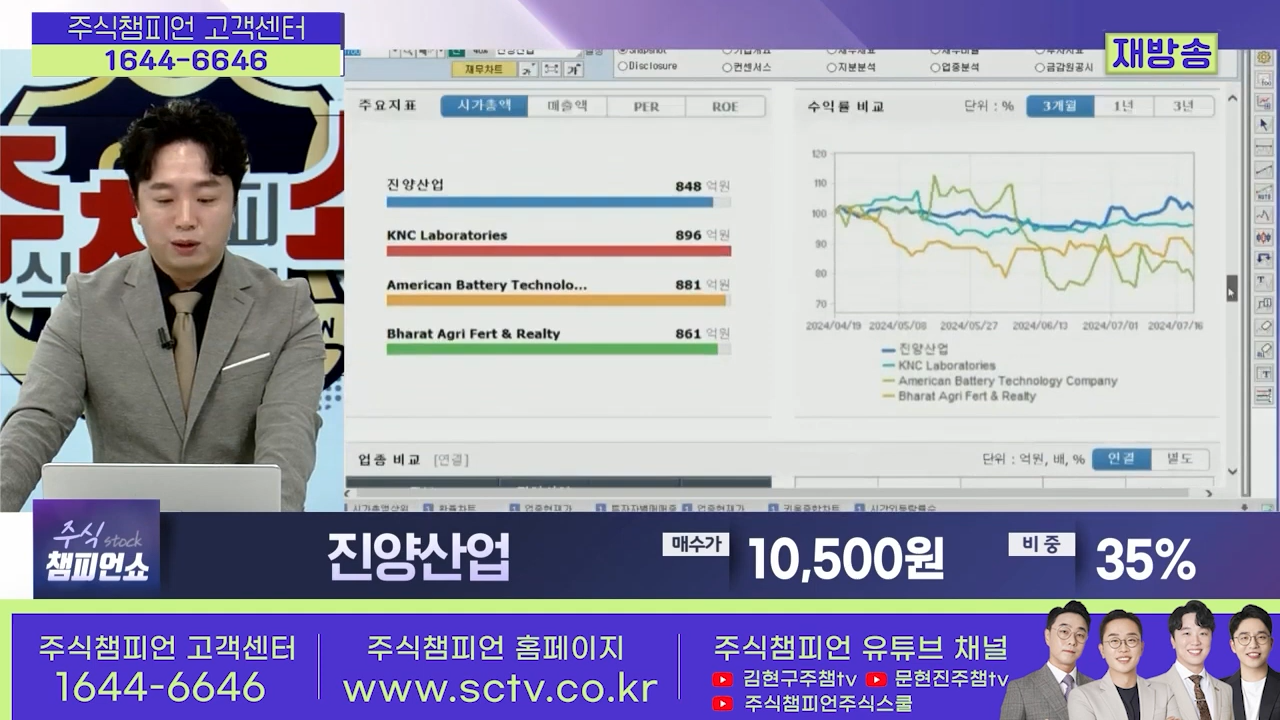 주식챔피언 고객센터
1644-6646
재방송
재무차트
Snapshot
기업개요
재무제표
재무비율
투자지표
Disclosure
컨센서스
지분분석
업종분석
금감원공시
주요지표
시가총액
매출액
PER
ROE
진양산업
848 억원
KNC Laboratories
896 억원
American Battery Technolo...
881 억원
Bharat Agri Fert & Realty
861 억원
수익률 비교
단위 : %
3개월
1년
3년
120
110
100
90
80
70
2024/04/19 2024/05/08 2024/05/27 2024/06/13 2024/07/01 2024/07/16
진양산업
KNC Laboratories
American Battery Technology Company
Bharat Agri Fert & Realty
업종 비교 [연결]
단위 : 억원, 배, %
연결
별도
주식 stock
챔피언쇼
진양산업
매수가
10,500원
비중
35%
주식챔피언 고객센터
1644-6646
주식챔피언 홈페이지
www.sctv.co.kr
주식챔피언 유튜브 채널
김현구주챔tv
문현진주챔tv
주식챔피언주식스쿨